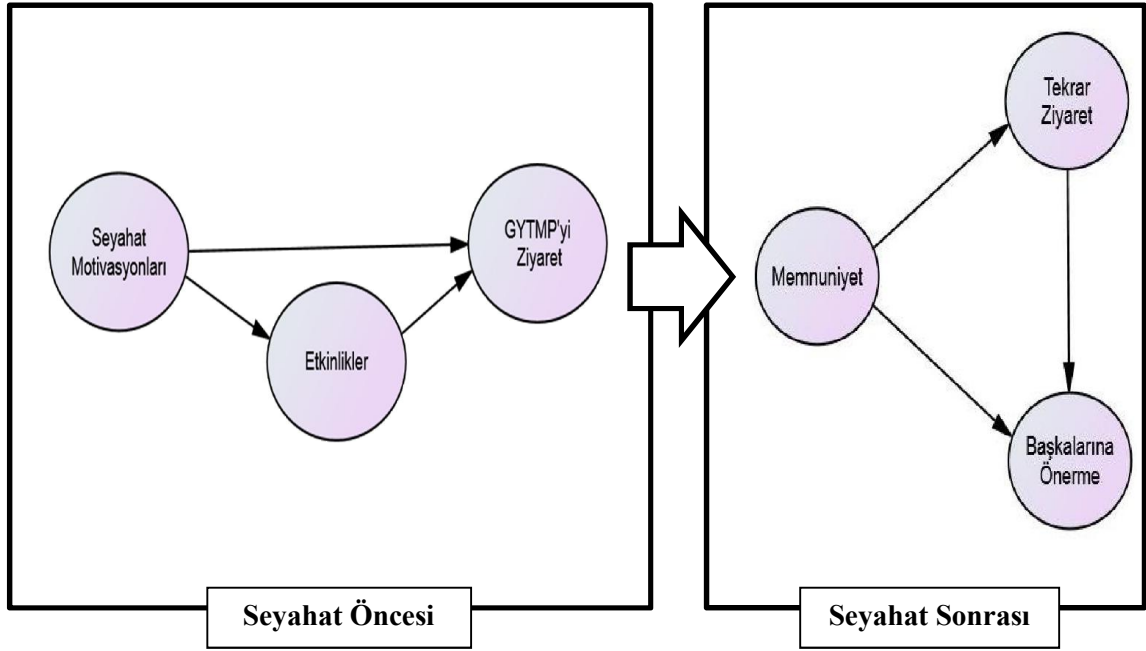 Seyahat
Motivasyonları
Etkinlikler
GYTMP'yi
Ziyaret
Seyahat Öncesi
Memnuniyet
Tekrar
Ziyaret
Başkalarına
Önerme
Seyahat Sonrası